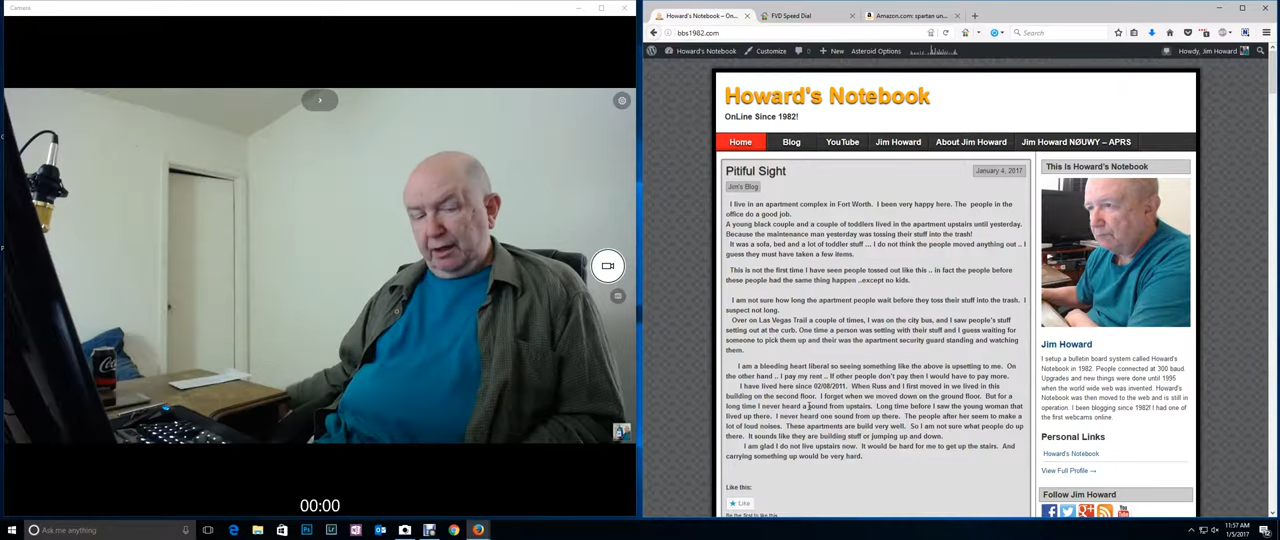 Camera
00:00
Howard's Notebook – On...
FVD Speed Dial
Amazon.com: spartan un...
bbs1982.com
Search
Howard's Notebook
Customize
0
New
Asteroid Options
Howdy, Jim Howard
Howard's Notebook
OnLine Since 1982!
Home
Blog
YouTube
Jim Howard
About Jim Howard
Jim Howard NØUWY – APRS
Pitiful Sight
January 4, 2017
Jim's Blog
I live in an apartment complex in Fort Worth. I been very happy here. The people in the
office do a good job.
A young black couple and a couple of toddlers lived in the apartment upstairs until yesterday.
Because the maintenance man yesterday was tossing their stuff into the trash!
It was a sofa, bed and a lot of toddler stuff ... I do not think the people moved anything out .. I
guess they must have taken a few items.
This is not the first time I have seen people tossed out like this .. in fact the people before
these people had the same thing happen ..except no kids.
I am not sure how long the apartment people wait before they toss their stuff into the trash. I
suspect not long.
Over on Las Vegas Trail a couple of times, I was on the city bus, and I saw people's stuff
setting out at the curb. One time a person was setting with their stuff and I guess waiting for
someone to pick them up and their was the apartment security guard standing and watching
them.
I am a bleeding heart liberal so seeing something like the above is upsetting to me. On
the other hand .. I pay my rent .. If other people don't pay then I would have to pay more.
I have lived here since 02/08/2011. When Russ and I first moved in we lived in this
building on the second floor. I forget when we moved down on the ground floor. But for a
long time I never heard a sound from upstairs. Long time before I saw the young woman that
lived up there. I never heard one sound from up there. The people after her seem to make a
lot of loud noises. These apartments are build very well. So I am not sure what people do up
there. It sounds like they are building stuff or jumping up and down.
I am glad I do not live upstairs now. It would be hard for me to get up the stairs. And
carrying something up would be very hard.
Like this:
Like
Be the first to like this.
This Is Howard's Notebook
Jim Howard
I setup a bulletin board system called Howard's
Notebook in 1982. People connected at 300 baud.
Upgrades and new things were done until 1995
when the world wide web was invented. Howard's
Notebook was then moved to the web and is still in
operation. I been blogging since 1982! I had one of
the first webcams online.
Personal Links
Howard's Notebook
View Full Profile →
Follow Jim Howard
Ask me anything
11:57 AM
1/5/2017